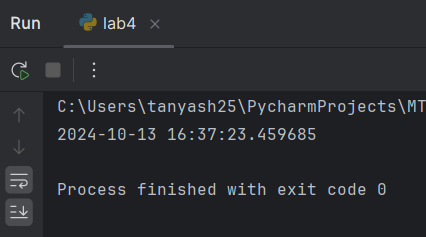 Run
lab4
C:\Users\tanyash25\PycharmProjects\MT
2024-10-13 16:37:23.459685
Process finished with exit code 0